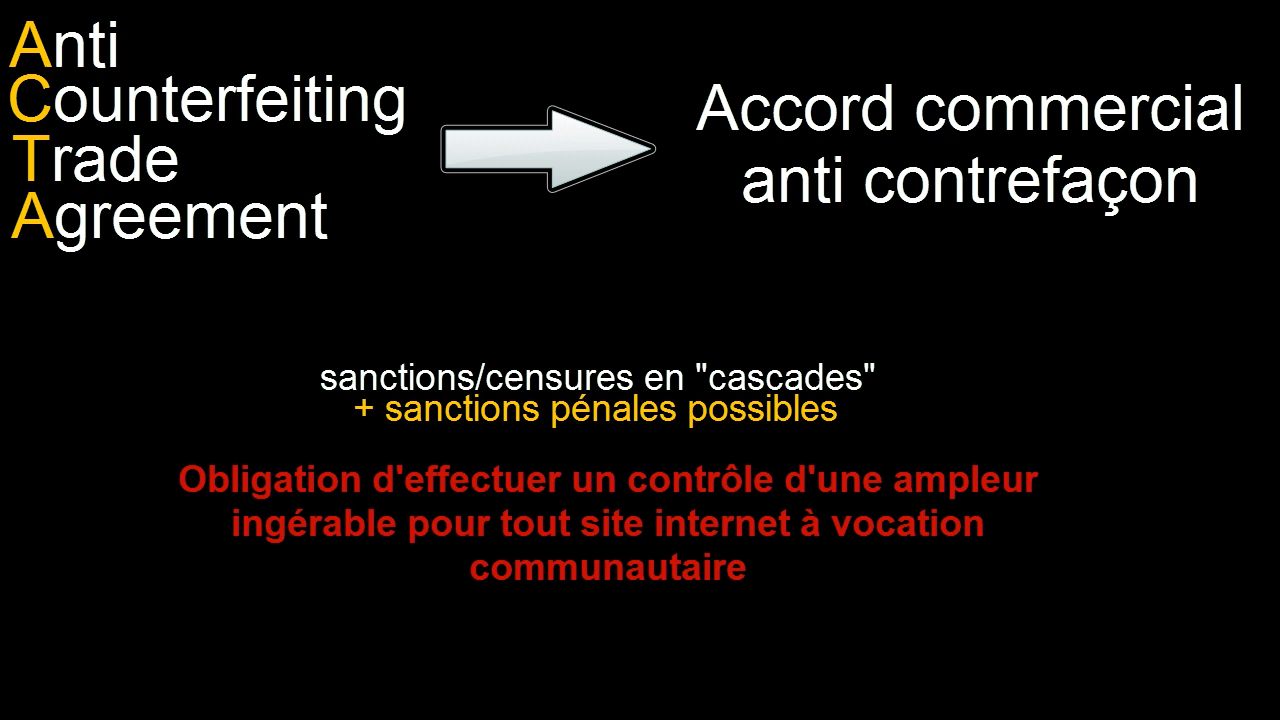 Anti
Counterfeiting
Trade
Agreement
Accord commercial
anti contrefaçon
sanctions/censures en "cascades"
+ sanctions pénales possibles
Obligation d'effectuer un contrôle d'une ampleur
ingérable pour tout site internet à vocation
communautaire